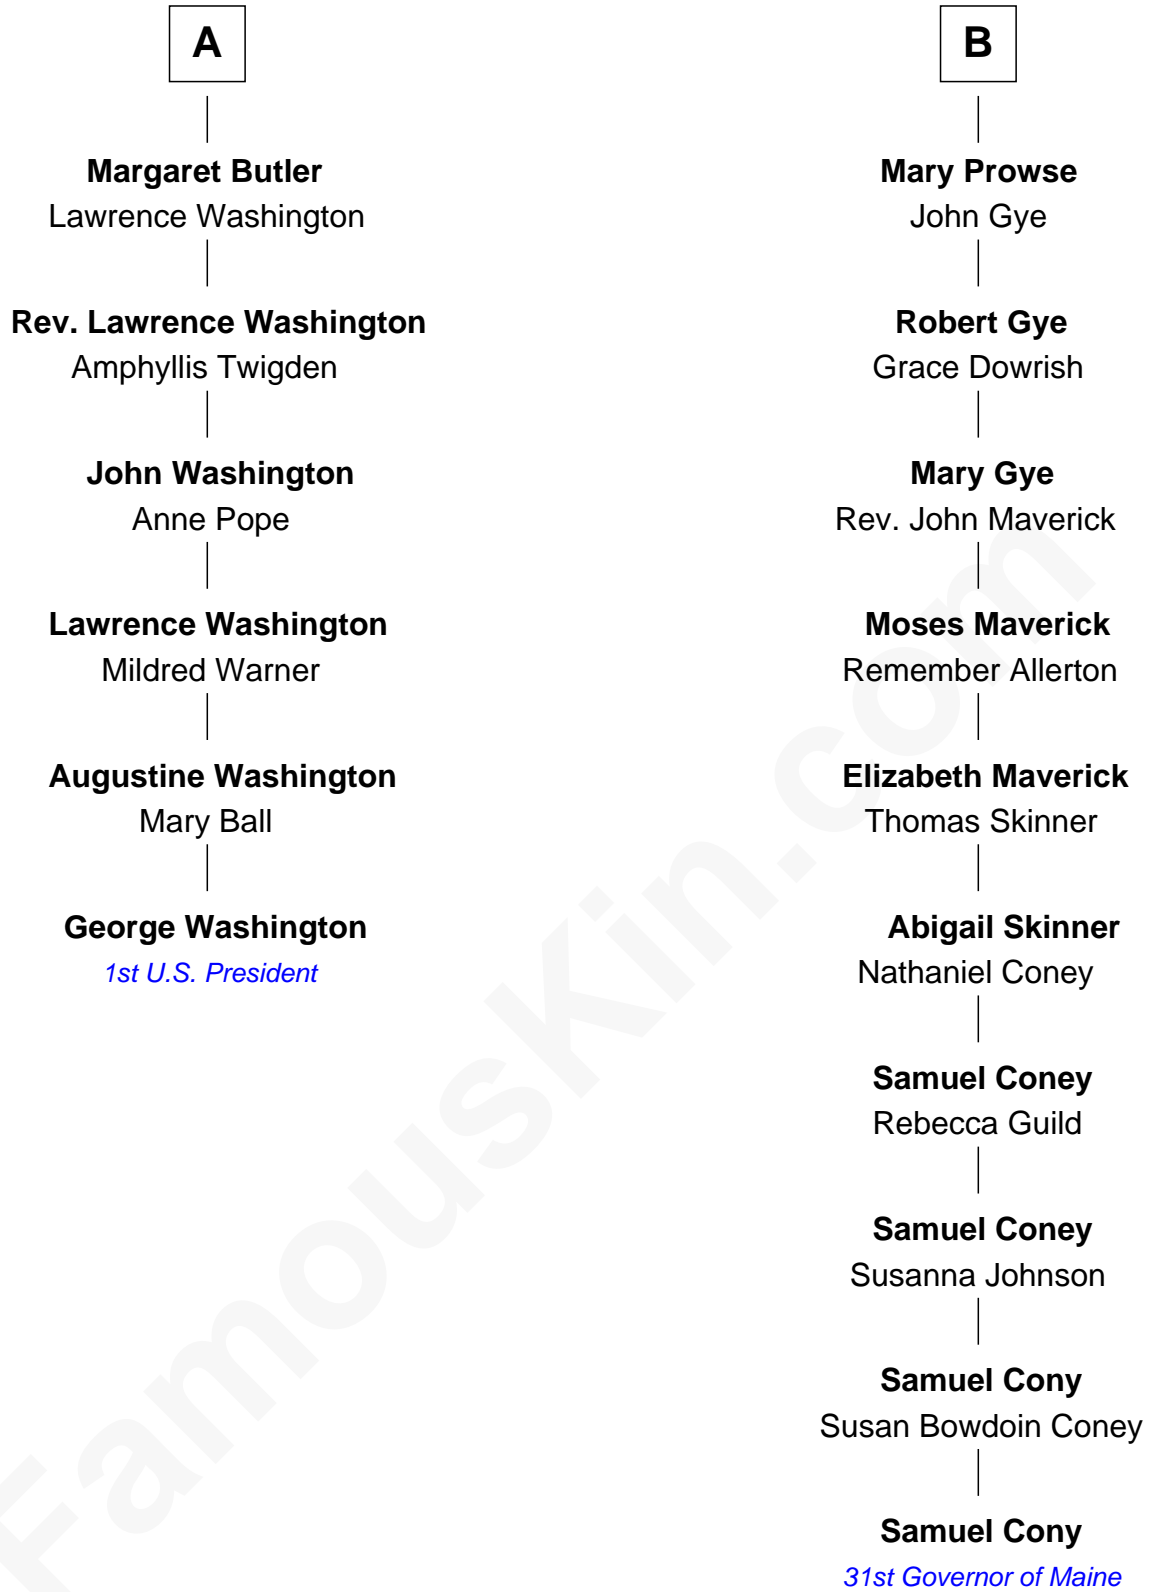 A
Margaret Butler
Lawrence Washington
Rev. Lawrence Washington
Amphyllis Twigden
John Washington
Anne Pope
Lawrence Washington
Mildred Warner
Augustine Washington
Mary Ball
George Washington
1st U.S. President
B
Mary Prowse
John Gye
Robert Gye
Grace Dowrish
Mary Gye
Rev. John Maverick
Moses Maverick
Remember Allerton
Elizabeth Maverick
Thomas Skinner
Abigail Skinner
Nathaniel Coney
Samuel Coney
Rebecca Guild
Samuel Coney
Susanna Johnson
Samuel Cony
Susan Bowdoin Coney
Samuel Cony
31st Governor of Maine
FamousKin.com